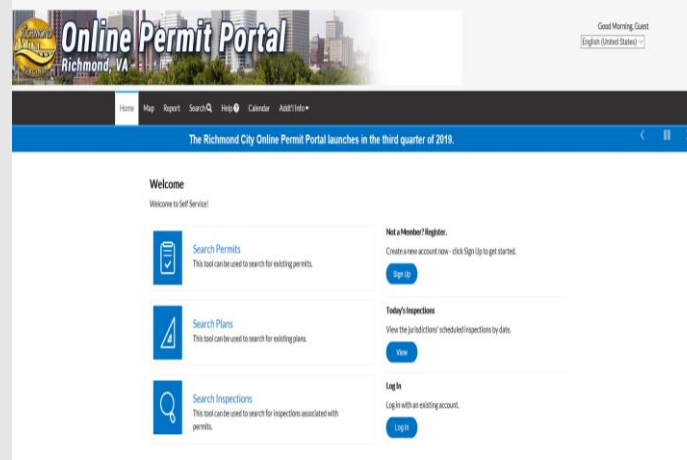 Online Permit Portal
Richmond, VA
Good Morning, Guest
English (United States)
Home Map Report Search Help Calendar Addt'l Info
The Richmond City Online Permit Portal launches in the third quarter of 2019.
Welcome
Welcome to Self Service!
Search Permits
This tool can be used to search for existing permits.
Search Plans
This tool can be used to search for existing plans.
Search Inspections
This tool can be used to search for inspections associated with
permits.
Not a Member? Register.
Create a new account now - click Sign Up to get started.
Sign Up
Today's Inspections
View the jurisdictions' scheduled inspections by date.
View
Log In
Log in with an existing account.
Log In